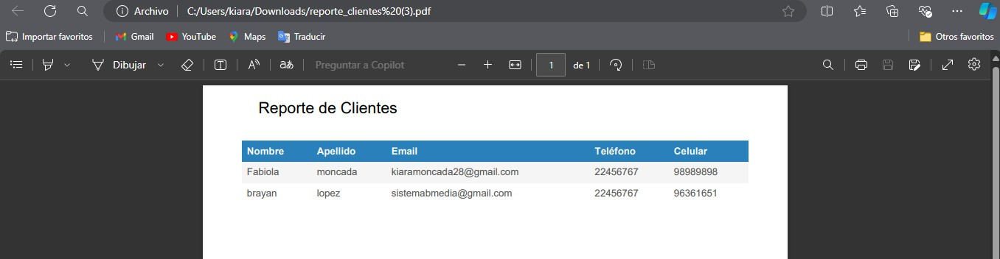 Archivo C:/Users/kiara/Downloads/reporte_clientes%20(3).pdf
Importar favoritos Gmail YouTube Maps Traducir Otros favoritos
Dibujar T A aあ Preguntar a Copilot 1 de 1
Reporte de Clientes
Nombre Apellido Email Teléfono Celular
Fabiola moncada kiaramoncada28@gmail.com 22456767 98989898
brayan lopez sistemabmedia@gmail.com 22456767 96361651